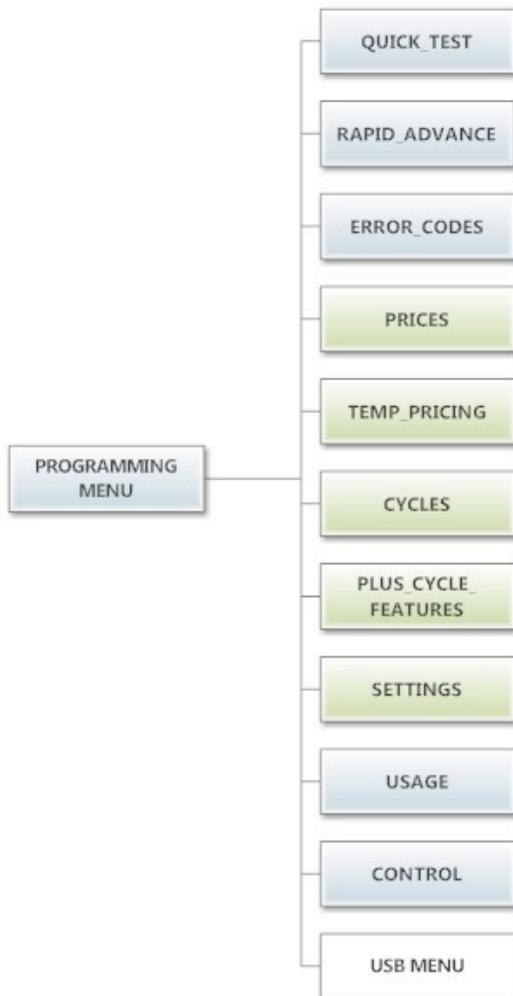 QUICK_TEST
RAPID_ADVANCE
ERROR_CODES
PRICES
TEMP_PRICING
PROGRAMMING
MENU
CYCLES
PLUS_CYCLE_
FEATURES
SETTINGS
USAGE
CONTROL
USB MENU